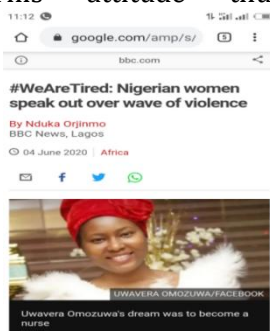 11:12
google.com/amp/s/
5
bbc.com
#WeAreTired: Nigerian women
speak out over wave of violence
By Nduka Orjinmo
BBC News, Lagos
04 June 2020 Africa
UWAVERA OMOZUWA/FACEBOOK
Uwavera Omozuwa's dream was to become a
nurse